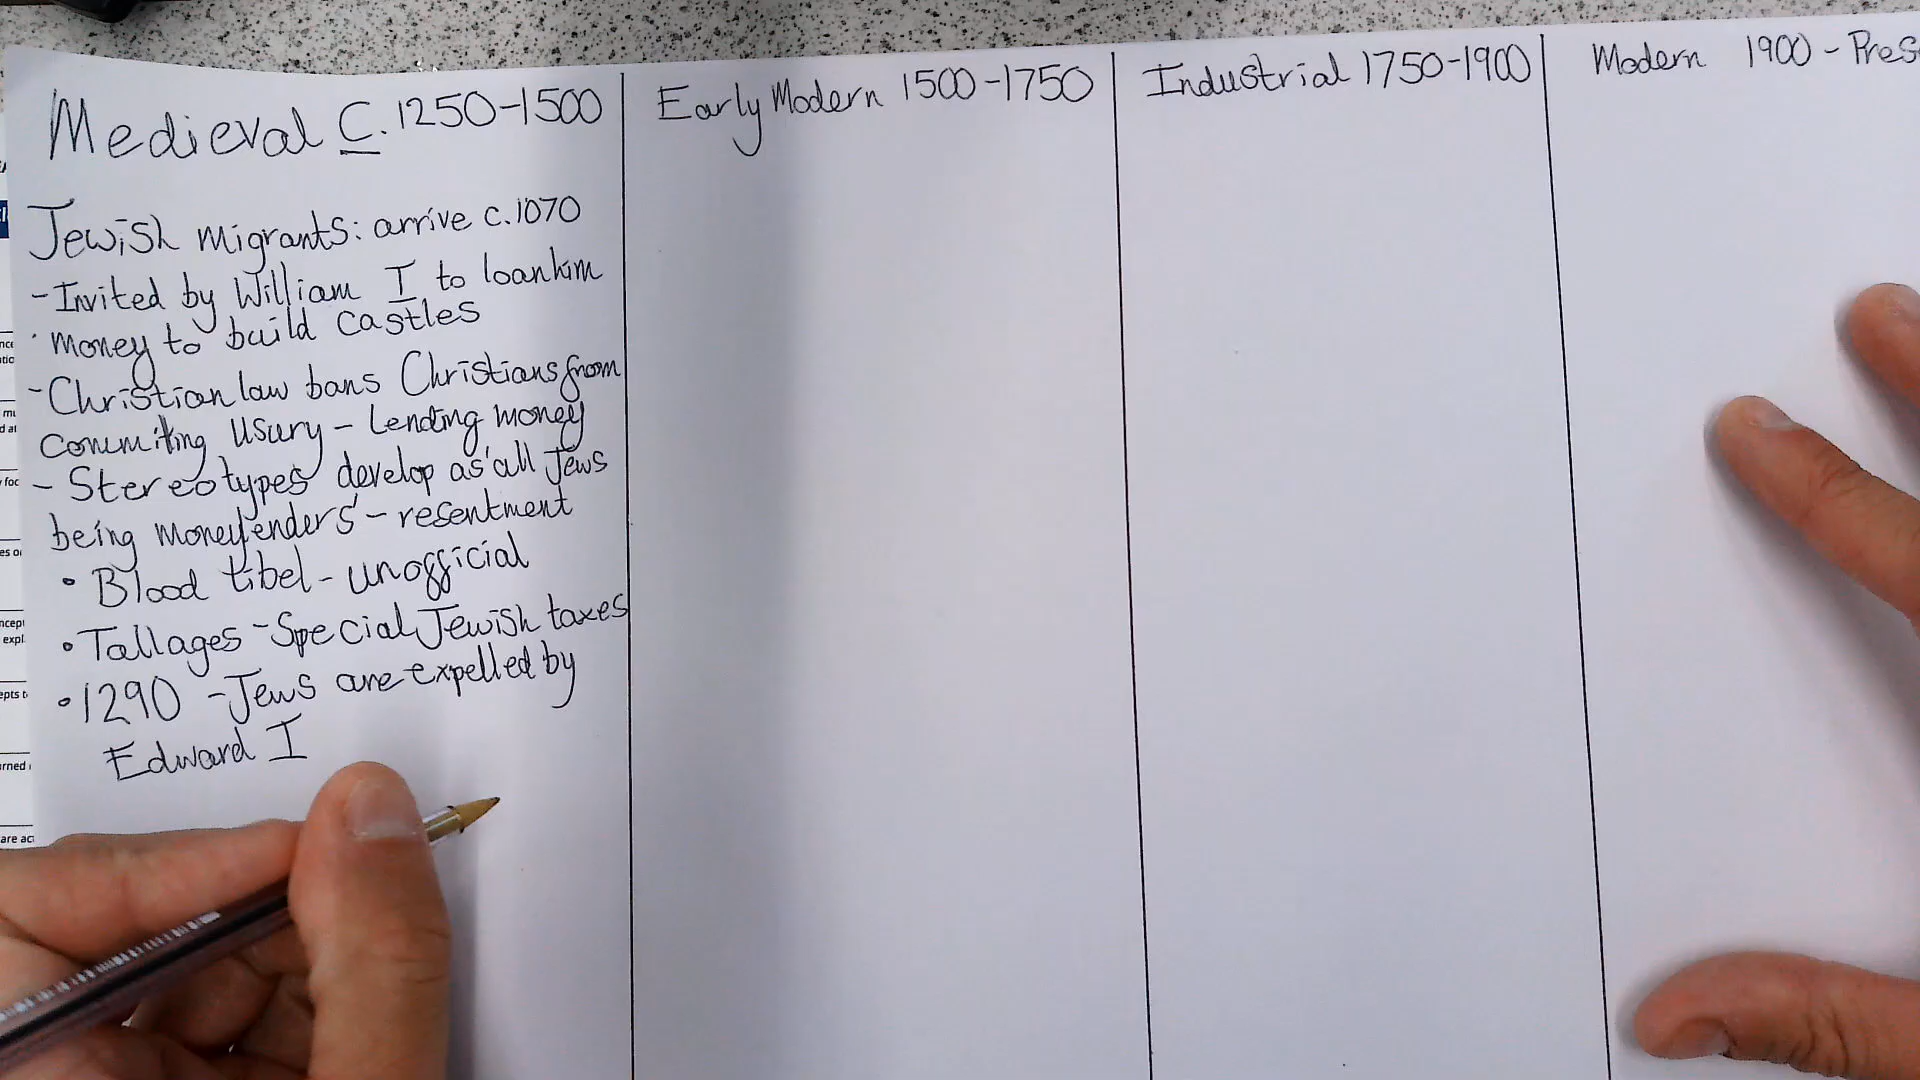 Medieval C. 1250-1500
Early Modern 1500-1750
Industrial 1750-1900
Modern 1900 - Pres
Jewish migrants: arrive c.1070
- Invited by William I to loan him
money to build castles
- Christian law bans Christians from
committing Usury - Lending money
- Stereotypes develop as 'all Jews
being moneylenders' - resentment
• Blood libel - unofficial
• Tallages - Special Jewish taxes
• 1290 - Jews are expelled by
Edward I